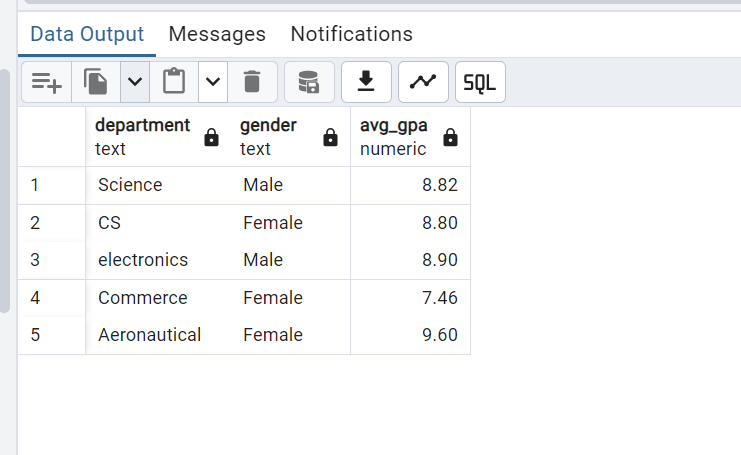 Data Output Messages Notifications
SQL
department gender avg_gpa
text text numeric
1 Science Male 8.82
2 CS Female 8.80
3 electronics Male 8.90
4 Commerce Female 7.46
5 Aeronautical Female 9.60